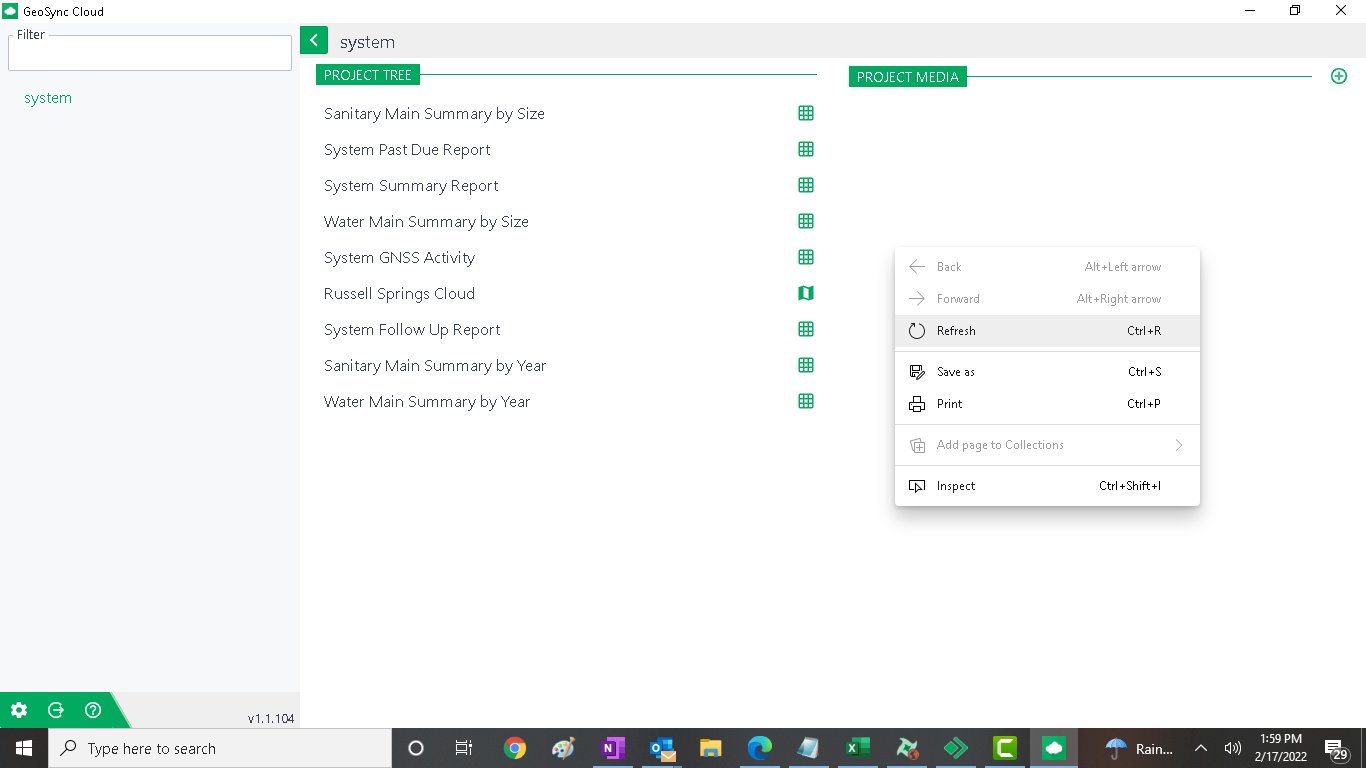 GeoSync Cloud
Filter
system
system
PROJECT TREE
Sanitary Main Summary by Size
System Past Due Report
System Summary Report
Water Main Summary by Size
System GNSS Activity
Russell Springs Cloud
System Follow Up Report
Sanitary Main Summary by Year
Water Main Summary by Year
PROJECT MEDIA
Back Alt+Left arrow
Forward Alt+Right arrow
Refresh Ctrl+R
Save as Ctrl+S
Print Ctrl+P
Add page to Collections
Inspect Ctrl+Shift+I
v1.1.104
Type here to search
Rain...
1:59 PM
2/17/2022
29